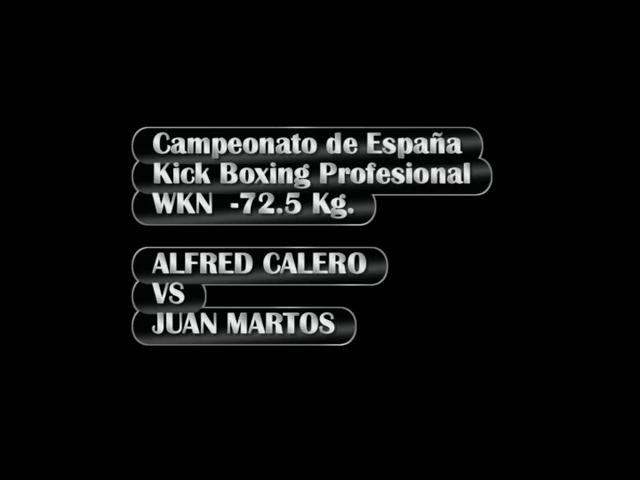 Campeonato de España
Kick Boxing Profesional
WKN -72.5 Kg.
ALFRED CALERO
VS
JUAN MARTOS